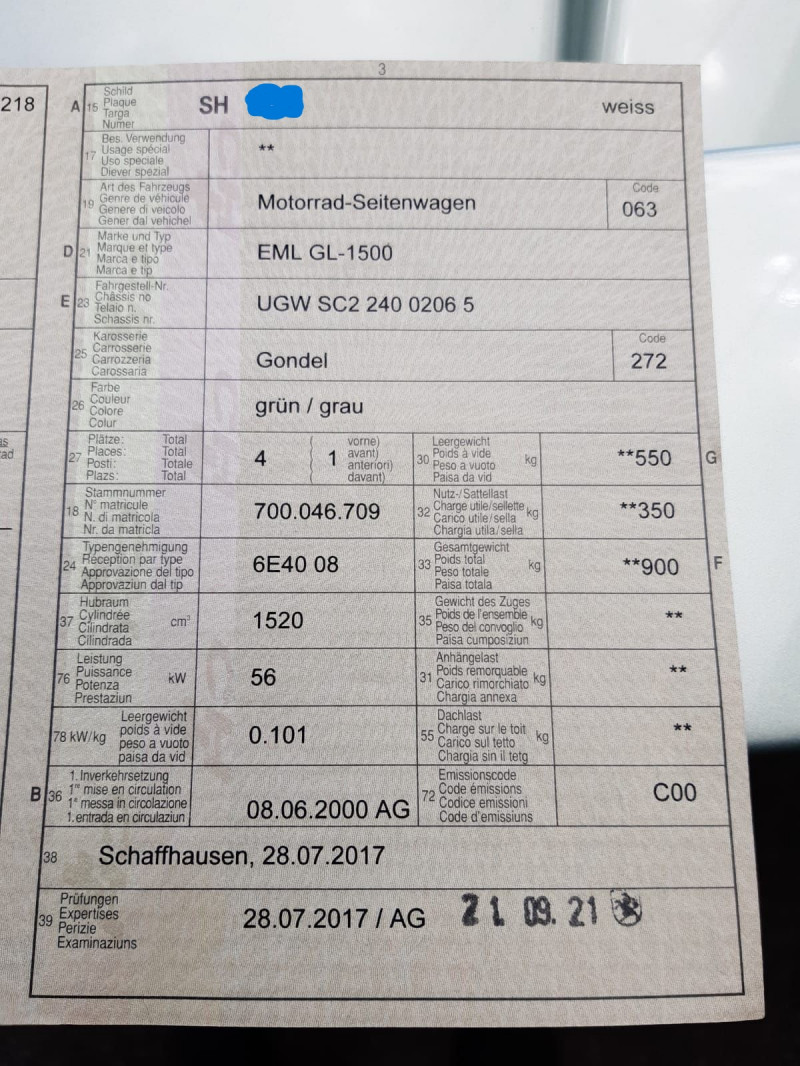 3
218
A 15 Schild
Plaque
Targa
Numer
SH
weiss
17 Bes. Verwendung
Usage spécial
Uso speciale
Diever spezial
**
19 Art des Fahrzeugs
Genre de véhicule
Genere di veicolo
Gener dal vehichel
Motorrad-Seitenwagen
Code
063
D 21 Marke und Typ
Marque et type
Marca e tipo
Marca e tip
EML GL-1500
E 23 Fahrgestell-Nr.
Châssis no
Telaio n.
Schassis nr.
UGW SC2 240 0206 5
25 Karosserie
Carrosserie
Carrozzeria
Carossaria
Gondel
Code
272
26 Farbe
Couleur
Colore
Colur
grün / grau
27 Plätze: Total
Places: Total
Posti: Totale
Plazs: Total
4
( vorne)
avant)
anteriori)
( davant)
1
30 Leergewicht
Poids à vide
Peso a vuoto
Paisa da vid
kg
**550
G
18 Stammnummer
N° matricule
N. di matricola
Nr. da matricla
700.046.709
32 Nutz-/Sattellast
Charge utile/sellette
Carico utile/sella
Chargia utila/sella
kg
**350
24 Typengenehmigung
Réception par type
Approvazione del tipo
Approvaziun dal tip
6E40 08
33 Gesamtgewicht
Poids total
Peso totale
Paisa totala
kg
**900
F
37 Hubraum
Cylindrée
Cilindrata
Cilindrada
cm³
1520
35 Gewicht des Zuges
Poids de l'ensemble
Peso del convoglio
Paisa cumposiziun
kg
**
76 Leistung
Puissance
Potenza
Prestaziun
kW
56
31 Anhängelast
Poids remorquable
Carico rimorchiato
Chargia annexa
kg
**
78 kW/kg
Leergewicht
poids à vide
peso a vuoto
paisa da vid
0.101
55 Dachlast
Charge sur le toit
Carico sul tetto
Chargia sin il tetg
kg
**
B 36 1. Inverkehrsetzung
1re mise en circulation
1a messa in circolazione
1. entrada en circulaziun
08.06.2000 AG
72 Emissionscode
Code émissions
Codice emissioni
Code d'emissiuns
C00
38 Schaffhausen, 28.07.2017
39 Prüfungen
Expertises
Perizie
Examinaziuns
28.07.2017 / AG
21 09. 21